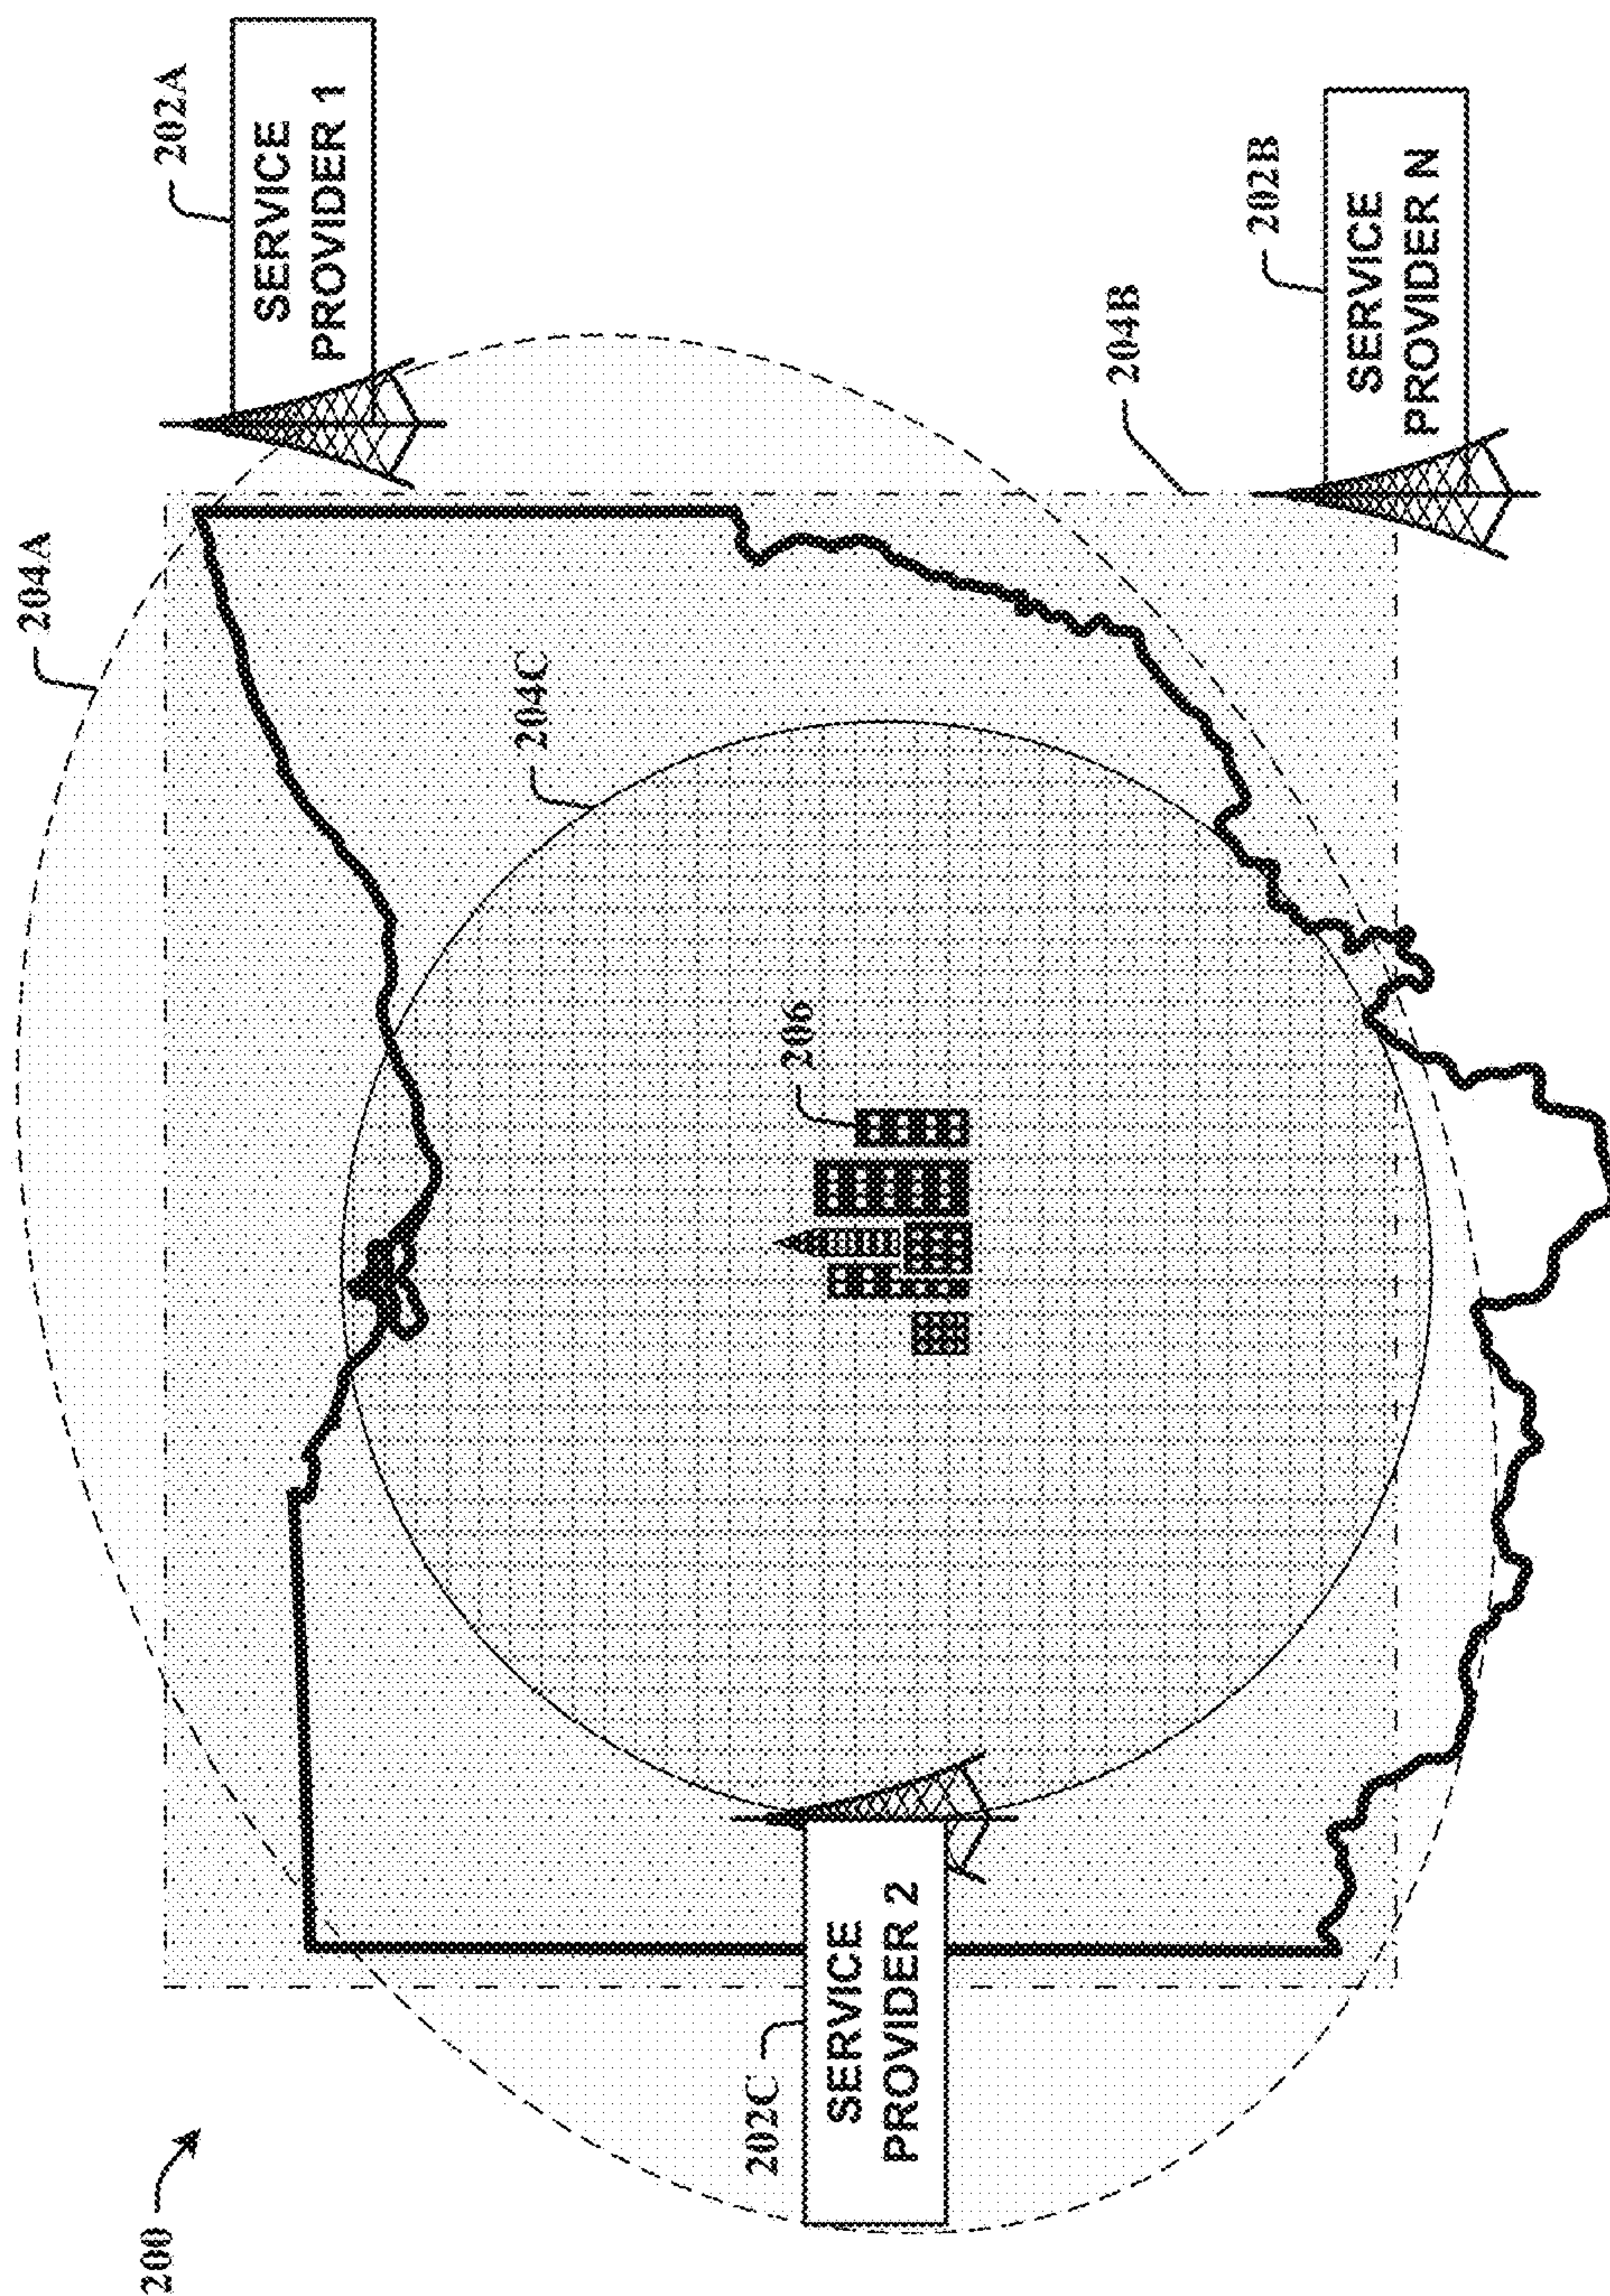 200
204A
202A
SERVICE
PROVIDER 1
204C
206
204B
202C
SERVICE
PROVIDER 2
202B
SERVICE
PROVIDER N